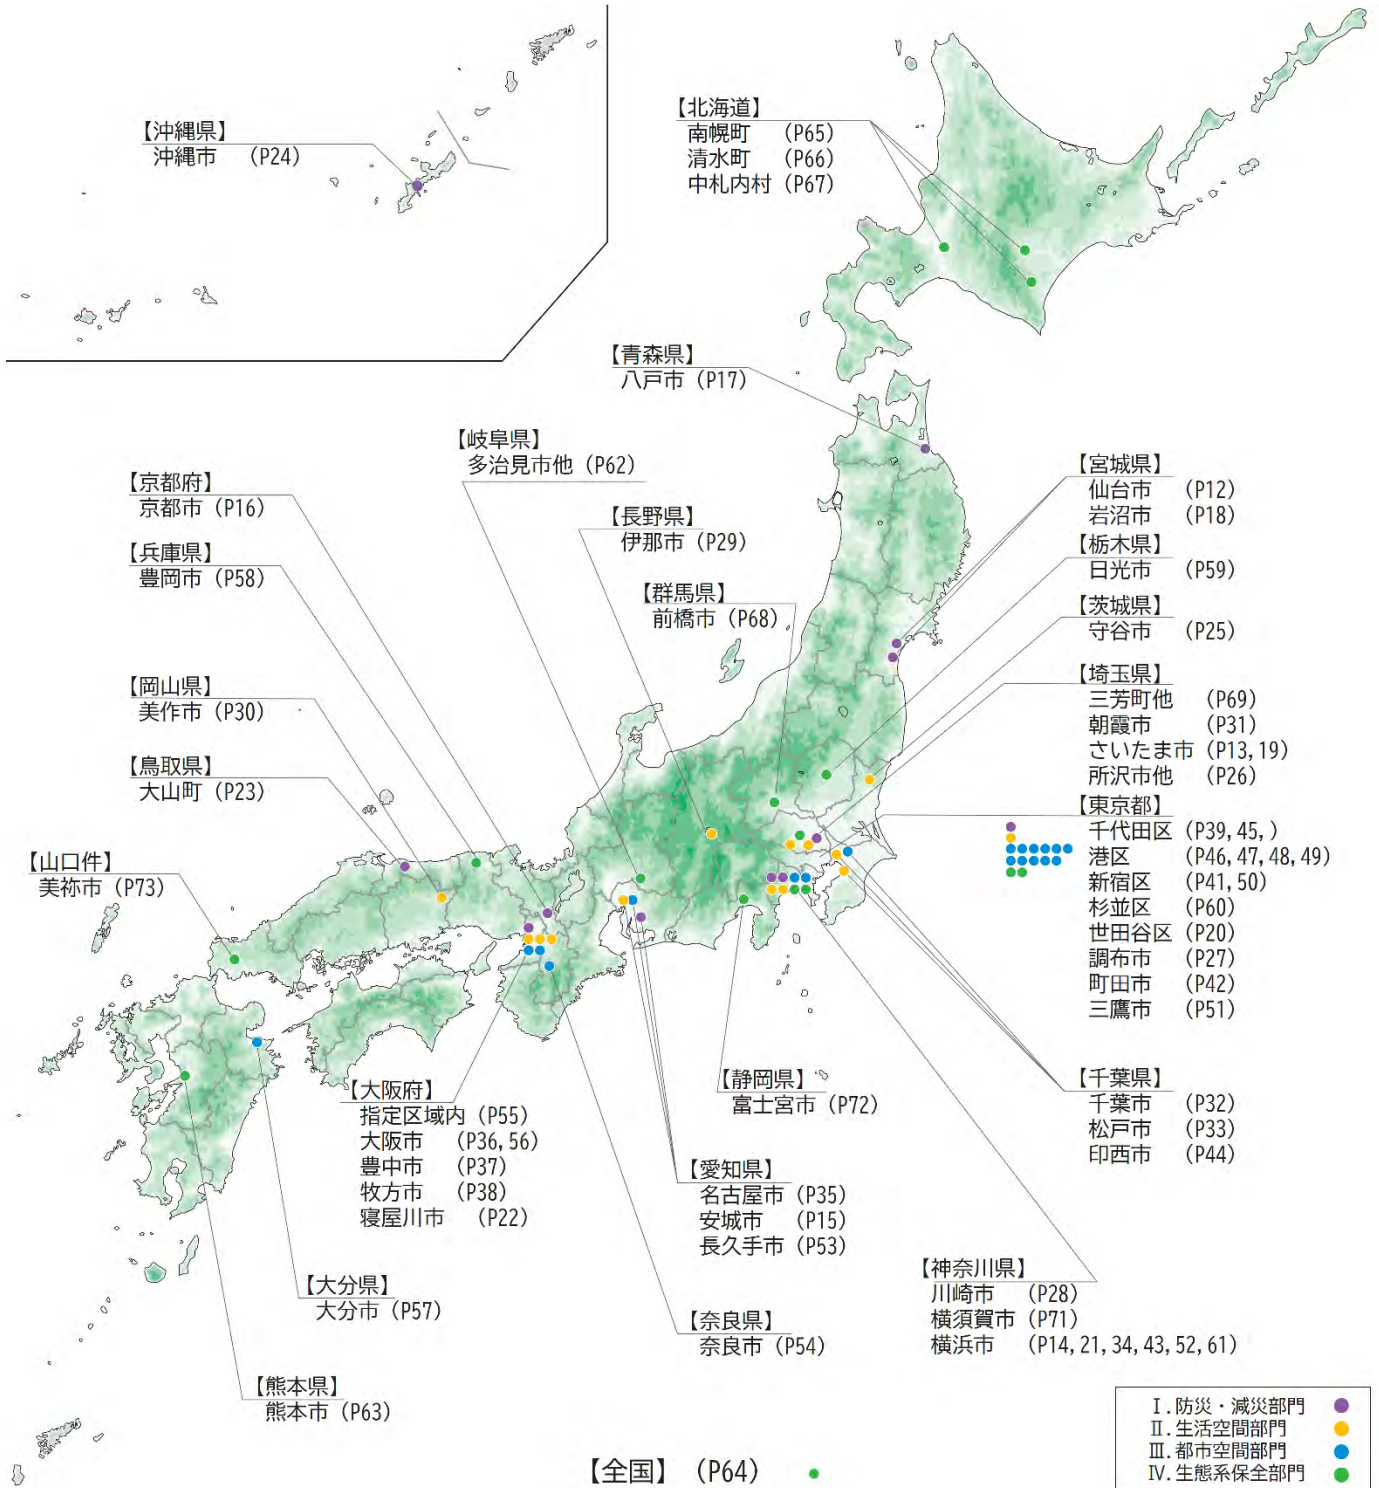 【沖縄県】
沖縄市 (P24)
【北海道】
南幌町 (P65)
清水町 (P66)
中札内村 (P67)
【青森県】
八戸市 (P17)
【岐阜県】
多治見市他 (P62)
【京都府】
京都市 (P16)
【長野県】
伊那市 (P29)
【宮城県】
仙台市 (P12)
岩沼市 (P18)
【兵庫県】
豊岡市 (P58)
【栃木県】
日光市 (P59)
【群馬県】
前橋市 (P68)
【茨城県】
守谷市 (P25)
【岡山県】
美作市 (P30)
【埼玉県】
三芳町他 (P69)
朝霞市 (P31)
さいたま市 (P13,19)
所沢市他 (P26)
【鳥取県】
大山町 (P23)
【東京都】
千代田区 (P39,45,)
港区 (P46,47,48,49)
新宿区 (P41,50)
杉並区 (P60)
世田谷区 (P20)
調布市 (P27)
町田市 (P42)
三鷹市 (P51)
【山口件】
美祢市 (P73)
【大阪府】
指定区域内 (P55)
大阪市 (P36,56)
豊中市 (P37)
牧方市 (P38)
寝屋川市 (P22)
【静岡県】
富士宮市 (P72)
【千葉県】
千葉市 (P32)
松戸市 (P33)
印西市 (P44)
【愛知県】
名古屋市 (P35)
安城市 (P15)
長久手市 (P53)
【神奈川県】
川崎市 (P28)
横須賀市 (P71)
横浜市 (P14,21,34,43,52,61)
【大分県】
大分市 (P57)
【奈良県】
奈良市 (P54)
【熊本県】
熊本市 (P63)
【全国】 (P64)
Ⅰ.防災・減災部門
Ⅱ.生活空間部門
Ⅲ.都市空間部門
Ⅳ.生態系保全部門